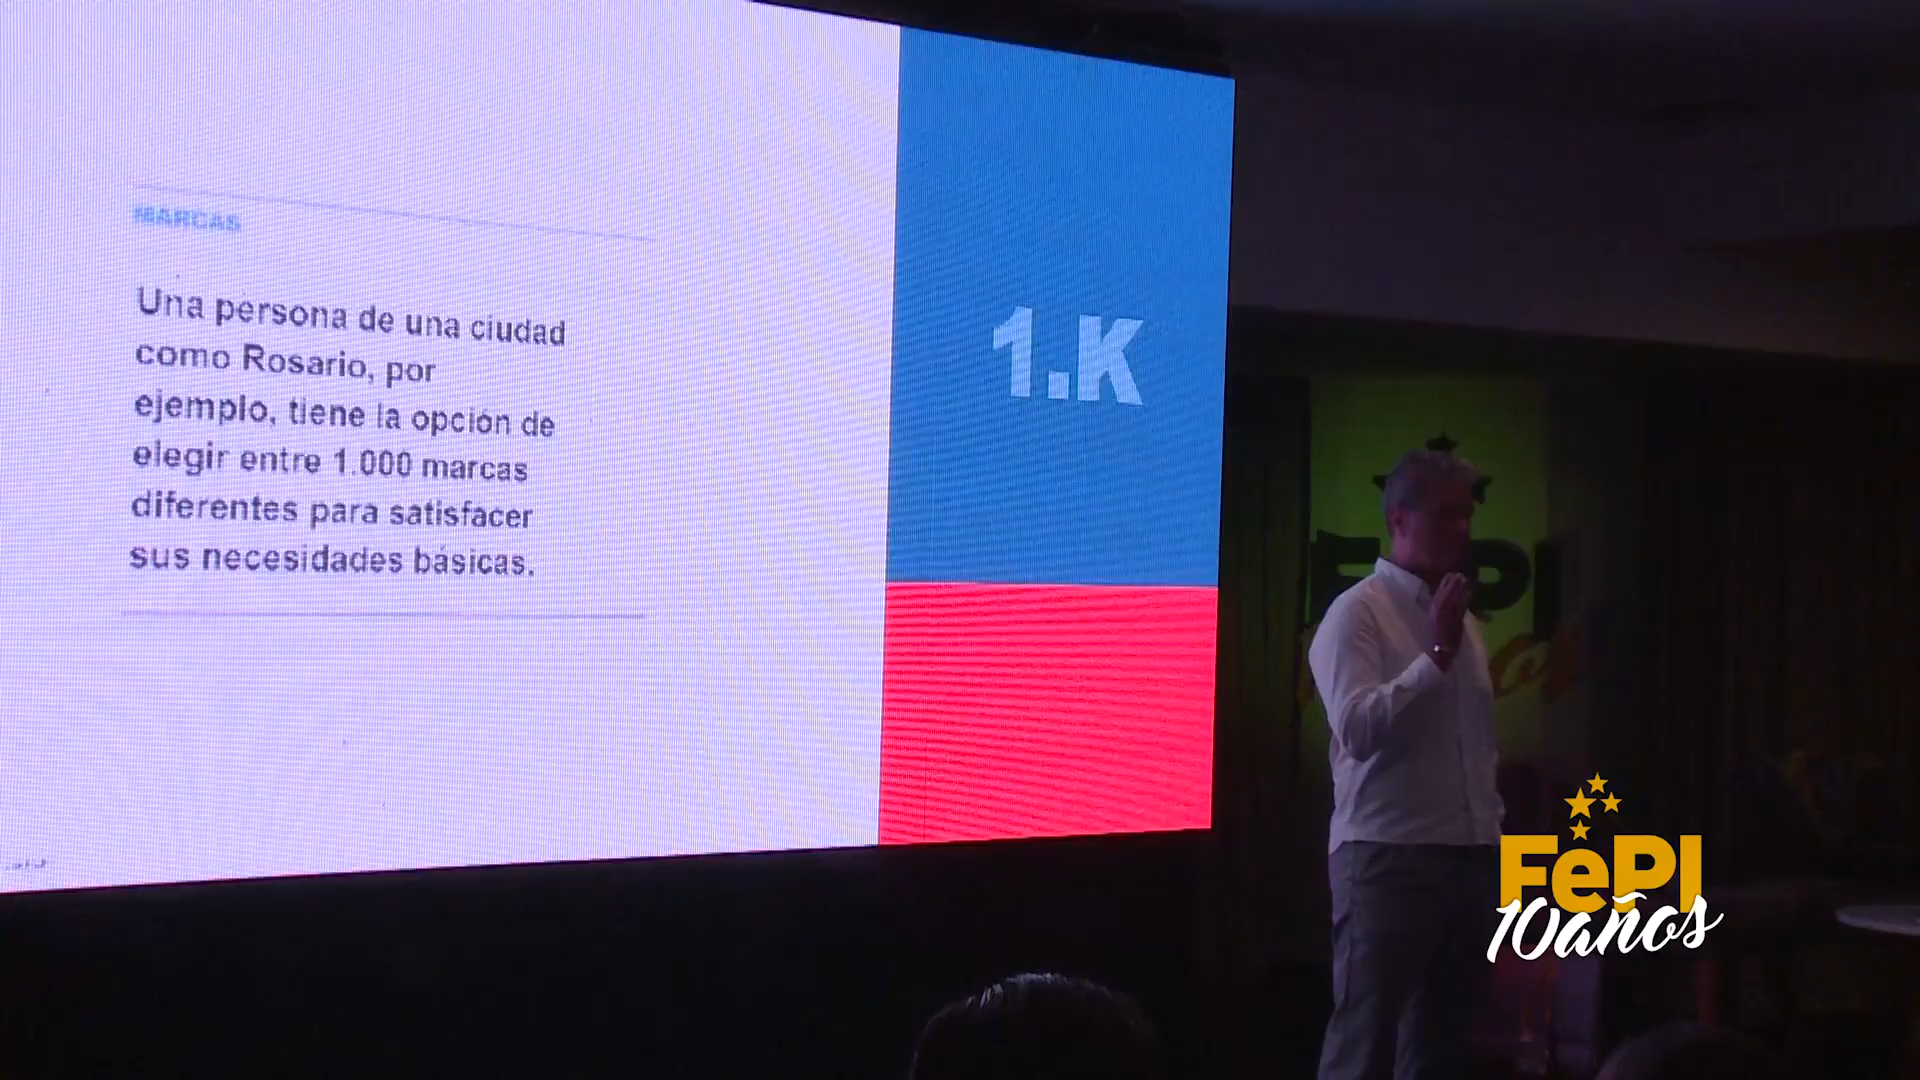 MARCAS
Una persona de una ciudad
como Rosario, por
ejemplo, tiene la opción de
elegir entre 1.000 marcas
diferentes para satisfacer
sus necesidades básicas.
1.K
FePI
10años